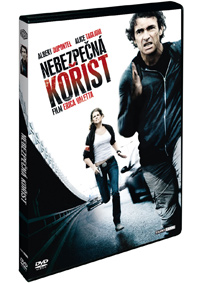 ALBERT DUPONTEL ALICE TAGLIONI
NEBEZPEČNÁ
KOŘIST
FILM ERICA VALETTA
NEBEZPEČNÁ KOŘIST
DVD